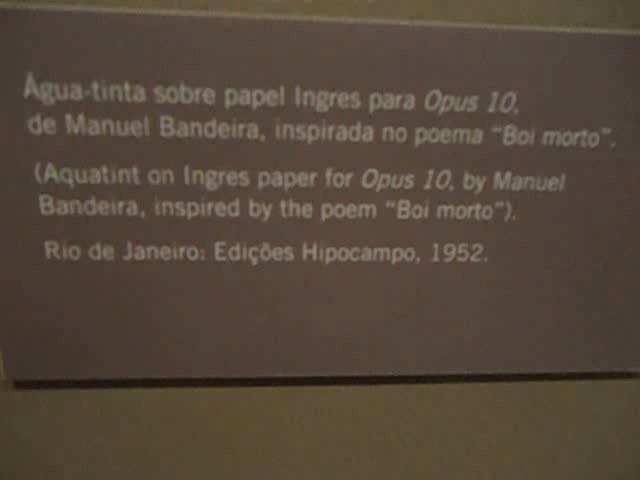 Água-tinta sobre papel Ingres para Opus 10,
de Manuel Bandeira, inspirada no poema “Boi morto”.
(Aquatint on Ingres paper for Opus 10, by Manuel
Bandeira, inspired by the poem “Boi morto”).
Rio de Janeiro: Edições Hipocampo, 1952.